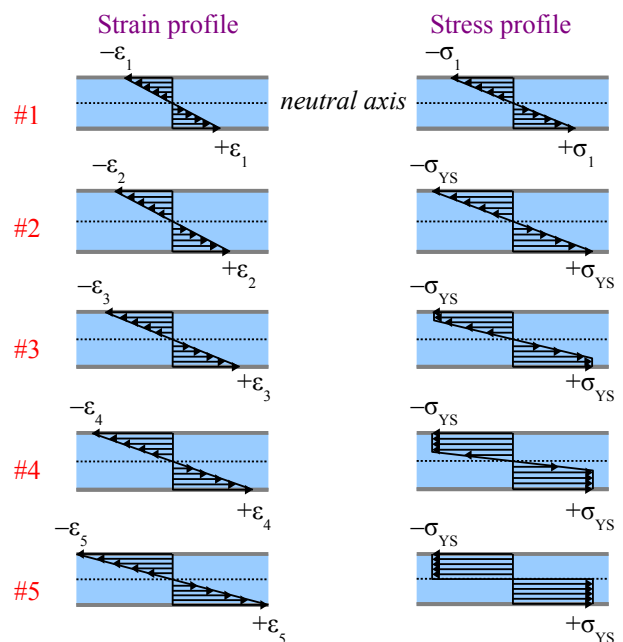 Strain profile Stress profile
−ε₁ −σ₁
#1 neutral axis
+ε₁ +σ₁
−ε₂ −σYS
#2
+ε₂ +σYS
−ε₃ −σYS
#3
+ε₃ +σYS
−ε₄ −σYS
#4
+ε₄ +σYS
−ε₅ −σYS
#5
+ε₅ +σYS